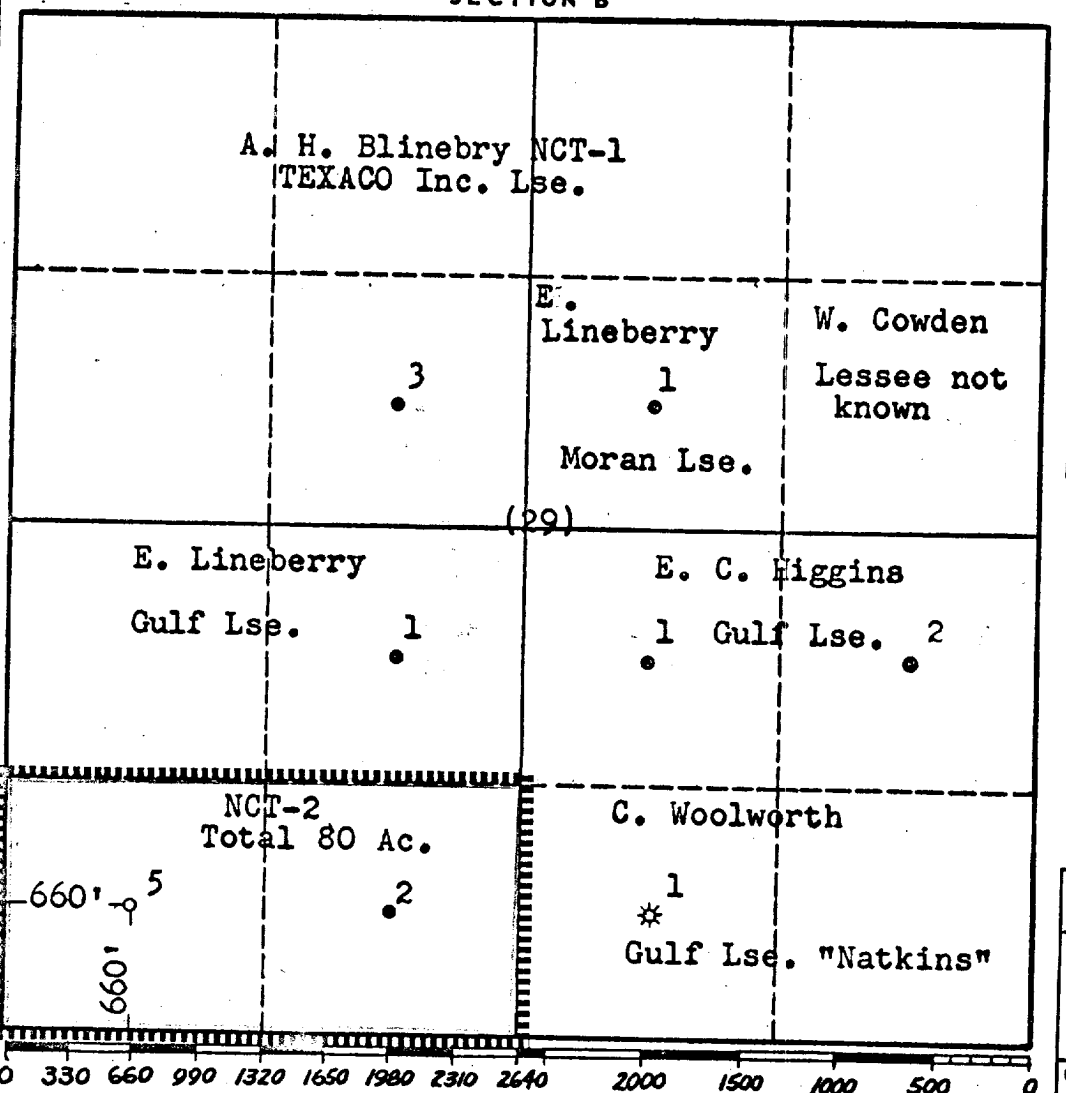 SECTION B
A. H. Blinebry NCT-1
TEXACO Inc. Lse.
E.
Lineberry
W. Cowden
Lessee not
known
3
1
Moran Lse.
(29)
E. Lineberry
Gulf Lse.
1
E. C. Higgins
1 Gulf Lse. 2
NCT-2
Total 80 Ac.
C. Woolworth
660' 5
2
1
660'
Gulf Lse. "Natkins"
0 330 660 990 1320 1650 1980 2310 2640 2000 1500 1000 500 0